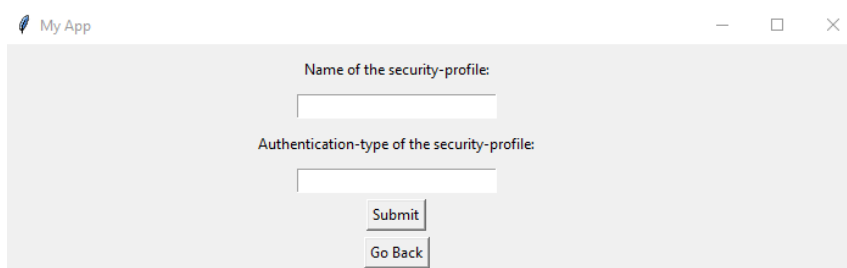 My App
Name of the security-profile:
Authentication-type of the security-profile:
Submit
Go Back